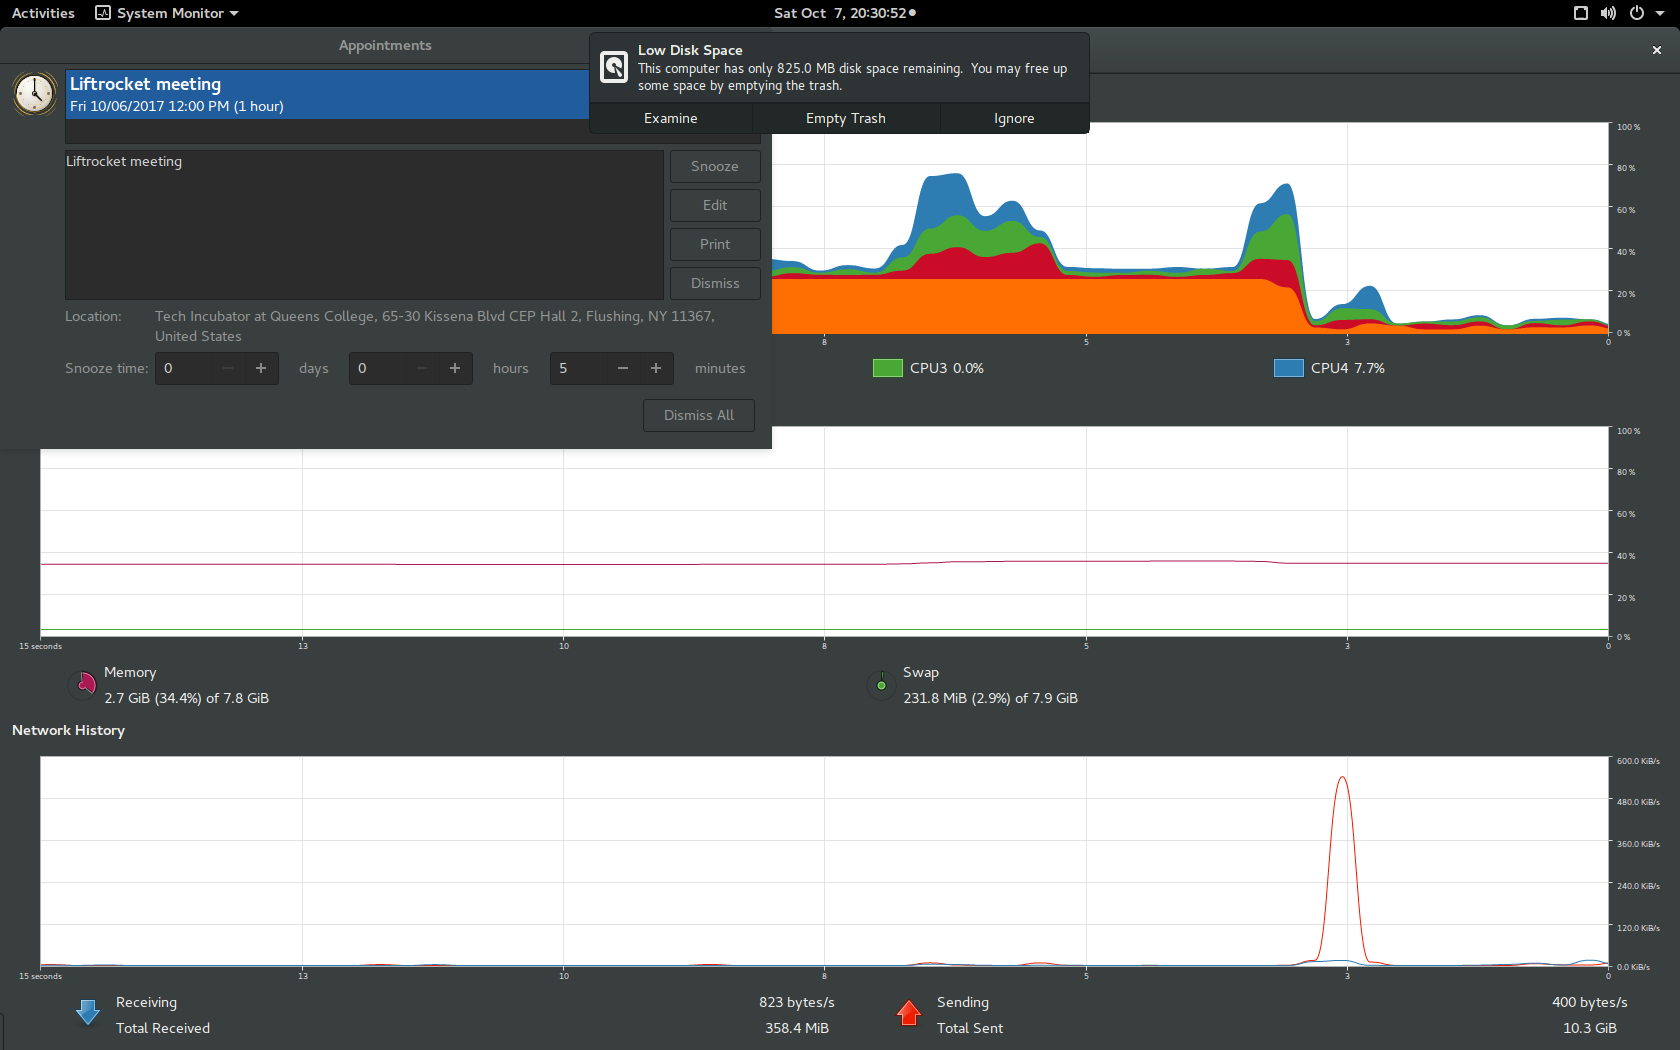 Activities System Monitor Sat Oct 7, 20:30:52
Appointments
Liftrocket meeting
Fri 10/06/2017 12:00 PM (1 hour)
Liftrocket meeting
Snooze
Edit
Print
Dismiss
Location: Tech Incubator at Queens College, 65-30 Kissena Blvd CEP Hall 2, Flushing, NY 11367,
United States
Snooze time: 0 − + days 0 − + hours 5 − + minutes
Dismiss All
Low Disk Space
This computer has only 825.0 MB disk space remaining. You may free up
some space by emptying the trash.
Examine Empty Trash Ignore
100 %
80 %
60 %
40 %
20 %
0 %
8 5 3 0
CPU3 0.0% CPU4 7.7%
100 %
80 %
60 %
40 %
20 %
0 %
15 seconds 13 10 8 5 3 0
Memory
2.7 GiB (34.4%) of 7.8 GiB
Swap
231.8 MiB (2.9%) of 7.9 GiB
Network History
600.0 KiB/s
480.0 KiB/s
360.0 KiB/s
240.0 KiB/s
120.0 KiB/s
0.0 KiB/s
15 seconds 13 10 8 5 3 0
Receiving 823 bytes/s
Total Received 358.4 MiB
Sending 400 bytes/s
Total Sent 10.3 GiB